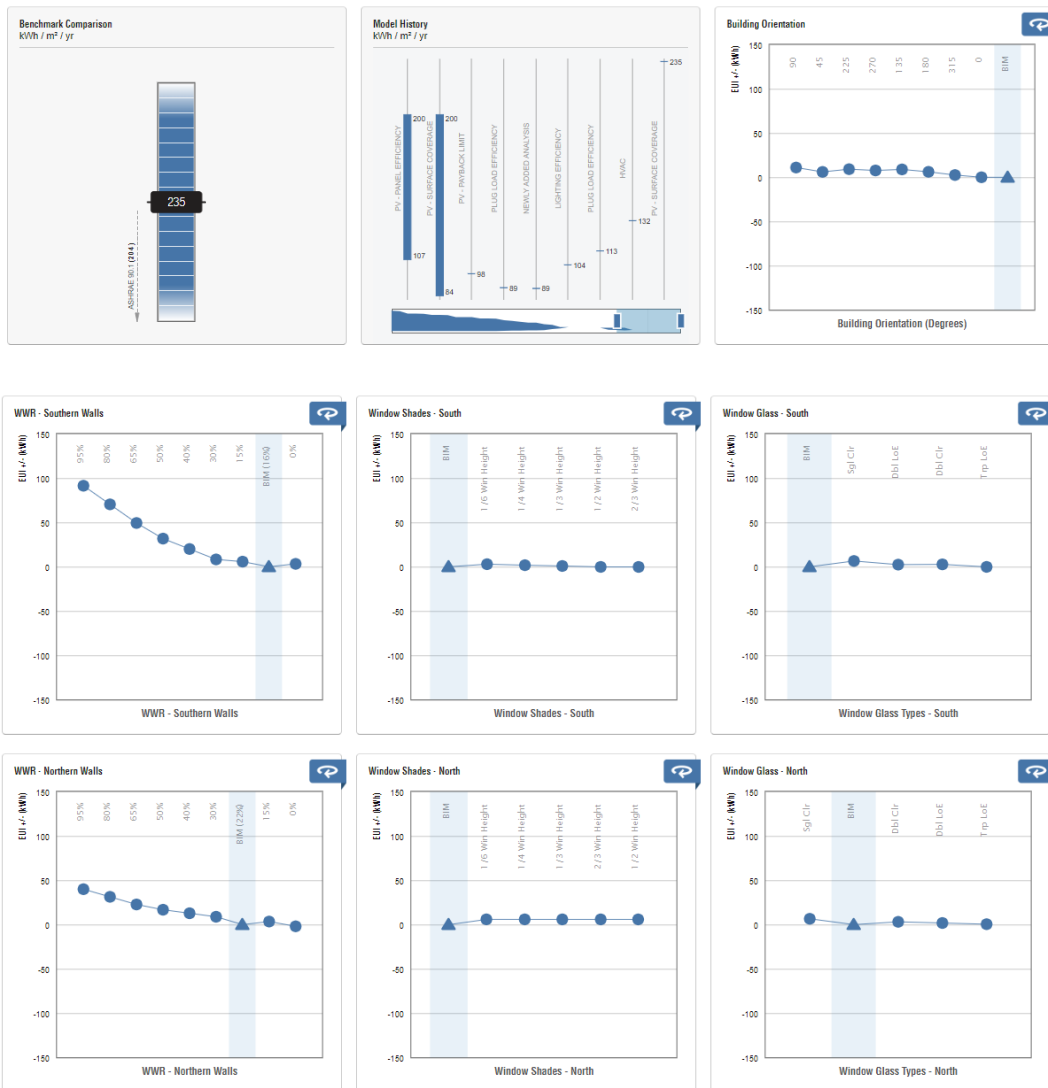 Benchmark Comparison
kWh / m² / yr
235
ASHRAE 90.1 (204)
Model History
kWh / m² / yr
PV - PANEL EFFICIENCY
200
107
PV - SURFACE COVERAGE
200
84
PV - PAYBACK LIMIT
98
PLUG LOAD EFFICIENCY
89
NEWLY ADDED ANALYSIS
89
LIGHTING EFFICIENCY
104
PLUG LOAD EFFICIENCY
113
HVAC
132
PV - SURFACE COVERAGE
235
Building Orientation
EUI +/- (kWh)
150
100
50
0
-50
-100
-150
90
45
225
270
135
180
315
0
BIM
Building Orientation (Degrees)
WWR - Southern Walls
EUI +/- (kWh)
150
100
50
0
-50
-100
-150
95%
80%
65%
50%
40%
30%
15%
BIM (16%)
0%
WWR - Southern Walls
Window Shades - South
EUI +/- (kWh)
150
100
50
0
-50
-100
-150
BIM
1/6 Win Height
1/4 Win Height
1/3 Win Height
1/2 Win Height
2/3 Win Height
Window Shades - South
Window Glass - South
EUI +/- (kWh)
150
100
50
0
-50
-100
-150
BIM
Sgl Clr
Dbl LoE
Dbl Clr
Trp LoE
Window Glass Types - South
WWR - Northern Walls
EUI +/- (kWh)
150
100
50
0
-50
-100
-150
95%
80%
65%
50%
40%
30%
BIM (22%)
15%
0%
WWR - Northern Walls
Window Shades - North
EUI +/- (kWh)
150
100
50
0
-50
-100
-150
BIM
1/6 Win Height
1/4 Win Height
1/3 Win Height
2/3 Win Height
1/2 Win Height
Window Shades - North
Window Glass - North
EUI +/- (kWh)
150
100
50
0
-50
-100
-150
Sgl Clr
BIM
Dbl Clr
Dbl LoE
Trp LoE
Window Glass Types - North